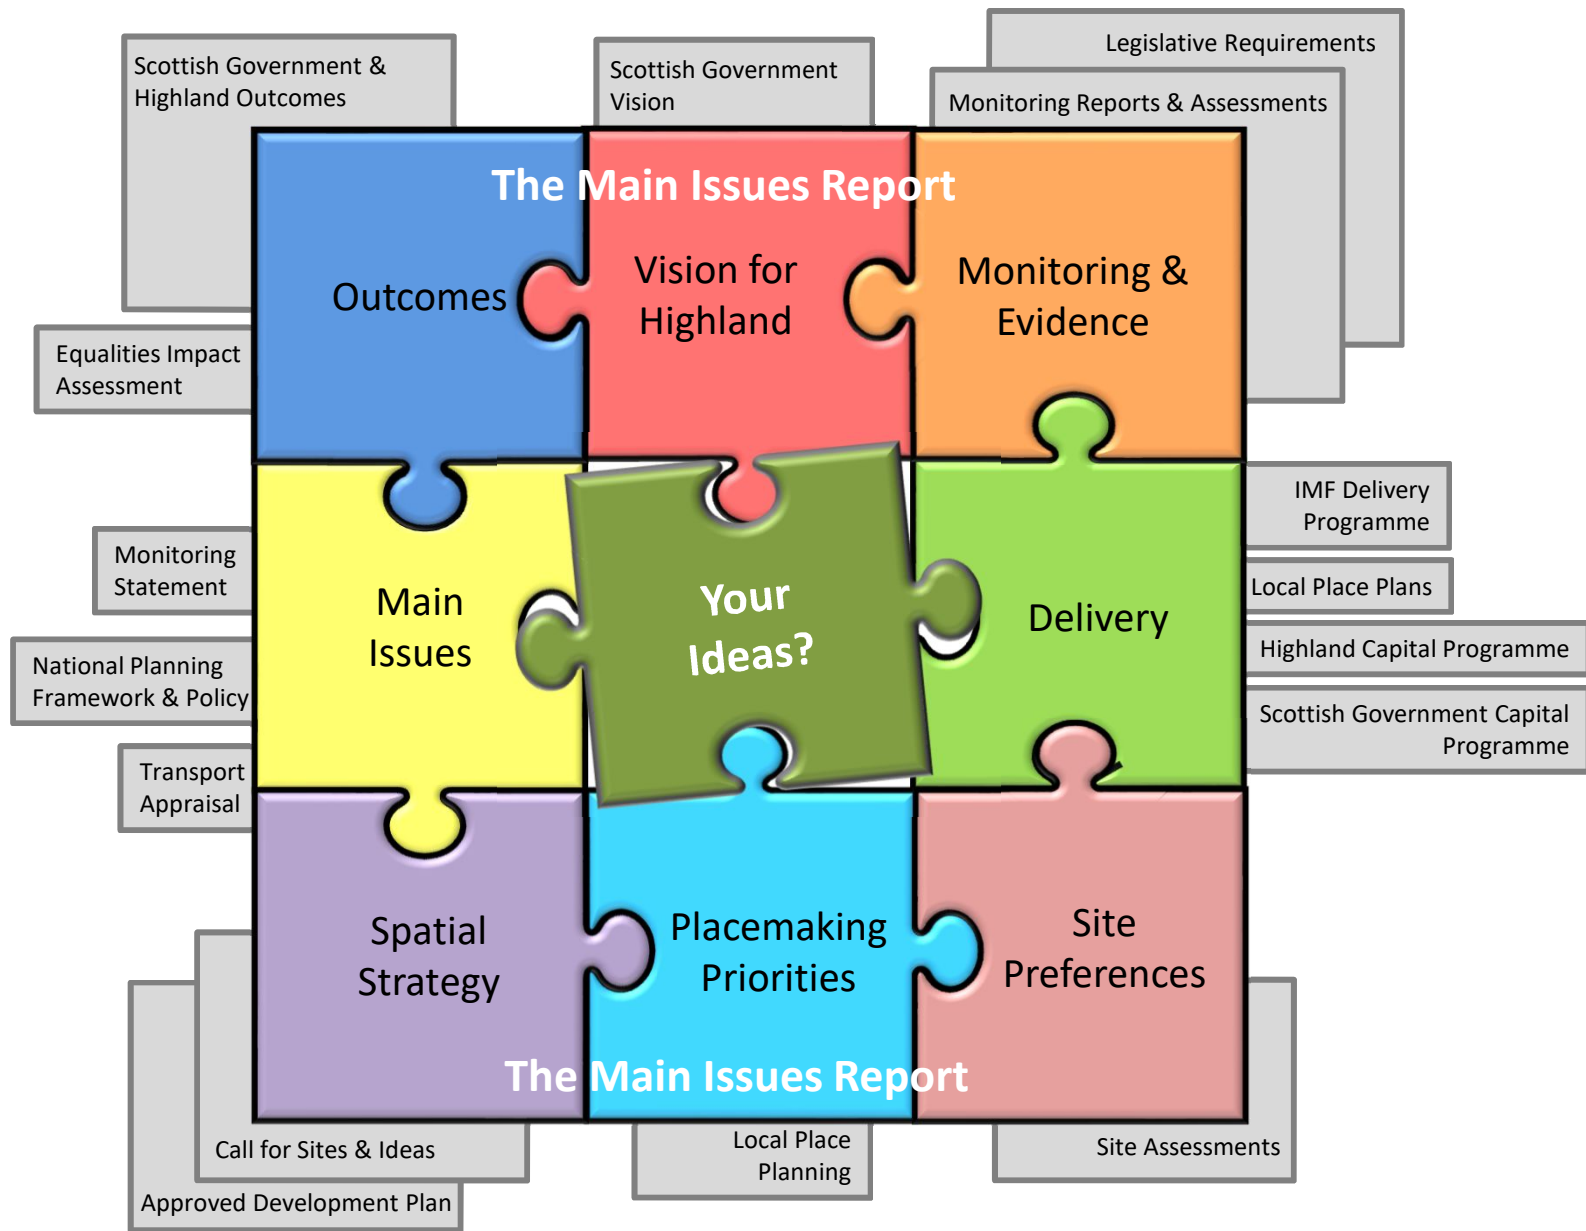 Scottish Government &
Highland Outcomes
Scottish Government
Vision
Legislative Requirements
Monitoring Reports & Assessments
The Main Issues Report
Outcomes
Vision for
Highland
Monitoring &
Evidence
Equalities Impact
Assessment
Monitoring
Statement
National Planning
Framework & Policy
Transport
Appraisal
Main
Issues
Your
Ideas?
Delivery
IMF Delivery
Programme
Local Place Plans
Highland Capital Programme
Scottish Government Capital
Programme
Spatial
Strategy
Placemaking
Priorities
Site
Preferences
The Main Issues Report
Call for Sites & Ideas
Approved Development Plan
Local Place
Planning
Site Assessments